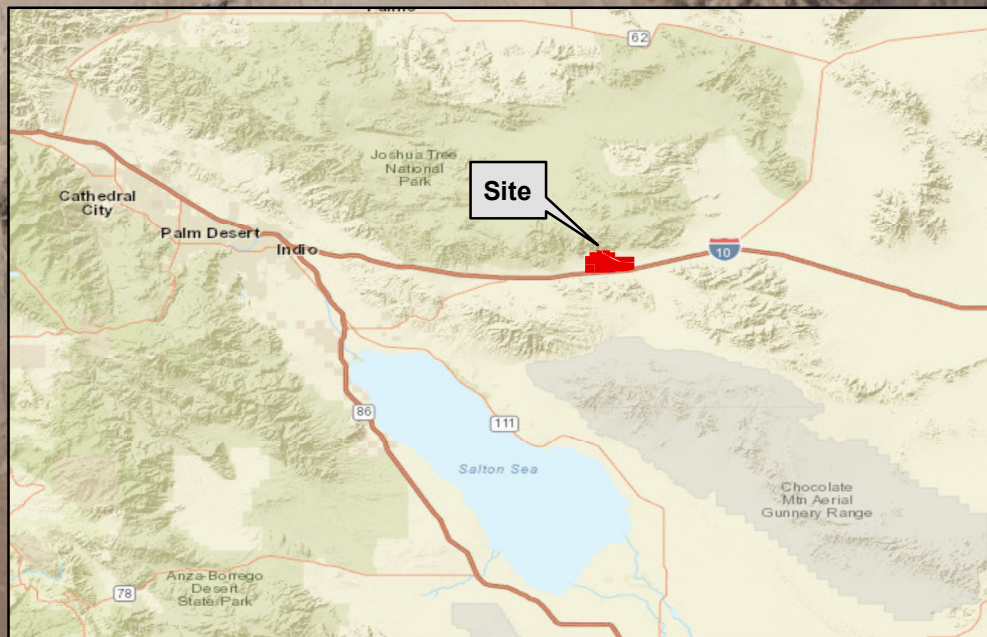 62
Joshua Tree
National
Park
Site
Cathedral
City
Palm Desert
Indio
10
86
111
Salton Sea
Chocolate
Mtn Aerial
Gunnery Range
Anza-Borrego
Desert
State Park
78